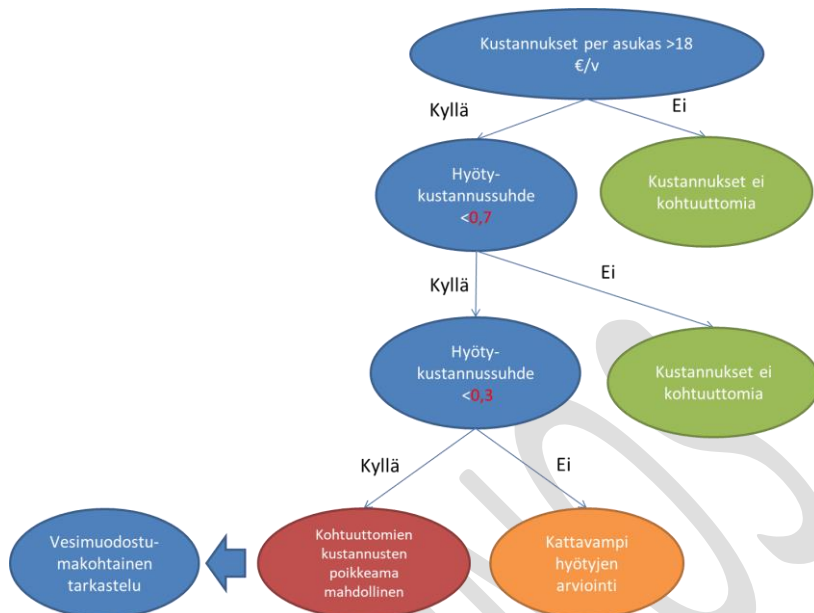 Kustannukset per asukas >18
€/v
Kyllä
Ei
Hyöty-
kustannussuhde
<0,7
Kustannukset ei
kohtuuttomia
Kyllä
Ei
Hyöty-
kustannussuhde
<0,3
Kustannukset ei
kohtuuttomia
Kyllä
Ei
Vesimuodostu-
makohtainen
tarkastelu
Kohtuuttomien
kustannusten
poikkeama
mahdollinen
Kattavampi
hyötyjen
arviointi